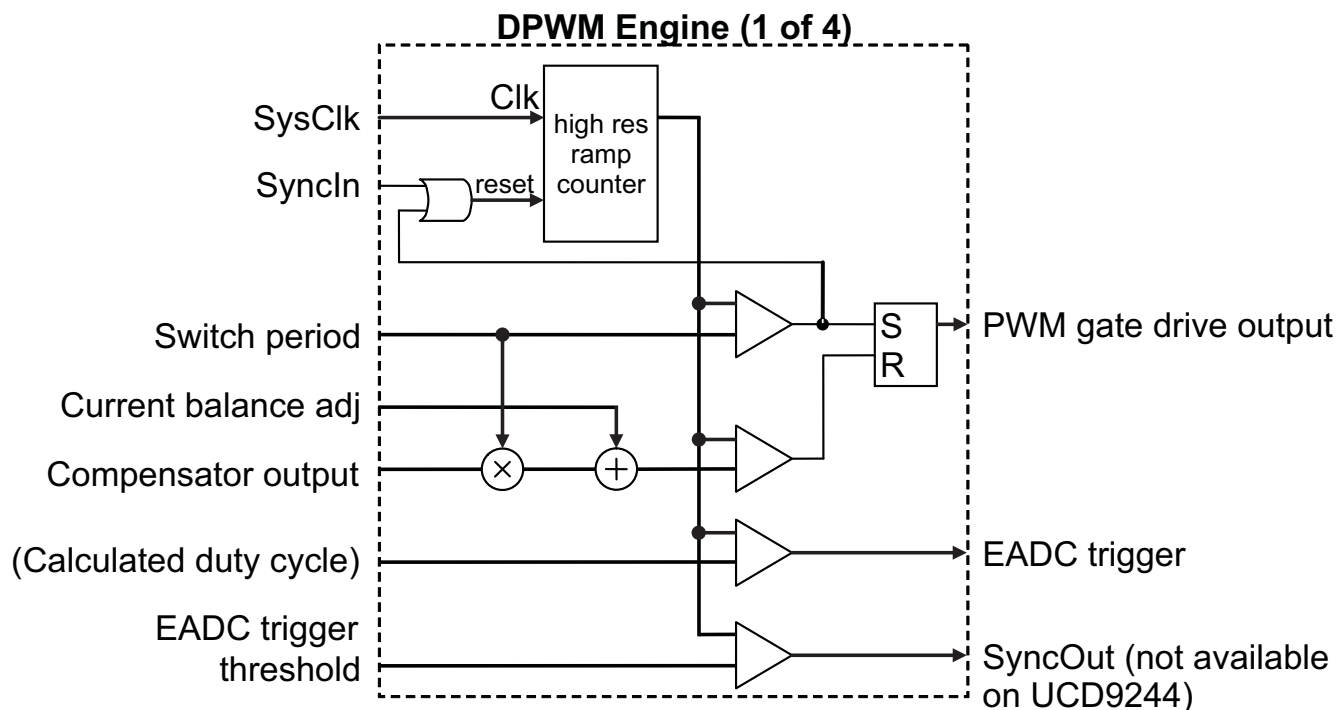 DPWM Engine (1 of 4)
SysClk
Clk
high res
ramp
counter
SyncIn
reset
Switch period
S
R
PWM gate drive output
Current balance adj
Compensator output
×
+
(Calculated duty cycle)
EADC trigger
EADC trigger
threshold
SyncOut (not available
on UCD9244)